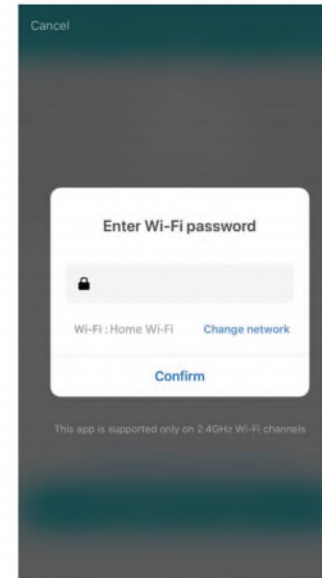 Cancel
Enter Wi-Fi password
Wi-Fi : Home Wi-Fi Change network
Confirm
This app is supported only on 2.4GHz Wi-Fi channels